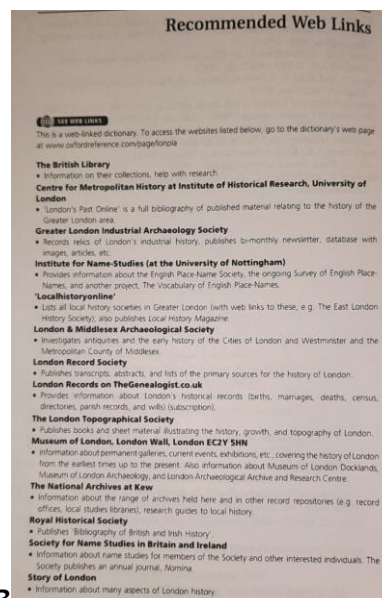 Recommended Web Links
SEE WEB LINKS
This is a web-linked dictionary. To access the websites listed below, go to the dictionary's web page
at www.oxfordreference.com/page/lonpla
The British Library
• Information on their collections, help with research.
Centre for Metropolitan History at Institute of Historical Research, University of
London
• 'London's Past Online' is a full bibliography of published material relating to the history of the
Greater London area.
Greater London Industrial Archaeology Society
• Records relics of London's industrial history, publishes bi-monthly newsletter, database with
images, articles, etc.
Institute for Name-Studies (at the University of Nottingham)
• Provides information about the English Place-Name Society, the ongoing Survey of English Place-
Names, and another project, The Vocabulary of English Place-Names.
'Localhistoryonline'
• Lists all local history societies in Greater London (with web links to these, e.g. The East London
History Society); also publishes Local History Magazine.
London & Middlesex Archaeological Society
• Investigates antiquities and the early history of the Cities of London and Westminster and the
Metropolitan County of Middlesex.
London Record Society
• Publishes transcripts, abstracts, and lists of the primary sources for the history of London.
London Records on TheGenealogist.co.uk
• Provides information about London's historical records (births, marriages, deaths, census,
directories, parish records, and wills) (subscription).
The London Topographical Society
• Publishes books and sheet material illustrating the history, growth, and topography of London.
Museum of London, London Wall, London EC2Y 5HN
• Information about permanent galleries, current events, exhibitions, etc., covering the history of London
from the earliest times up to the present. Also information about Museum of London Docklands,
Museum of London Archaeology, and London Archaeological Archive and Research Centre.
The National Archives at Kew
• Information about the range of archives held here and in other record repositories (e.g. record
offices, local studies libraries), research guides to local history.
Royal Historical Society
• Publishes 'Bibliography of British and Irish History'.
Society for Name Studies in Britain and Ireland
• Information about name studies for members of the Society and other interested individuals. The
Society publishes an annual journal, Nomina.
Story of London
• Information about many aspects of London history.